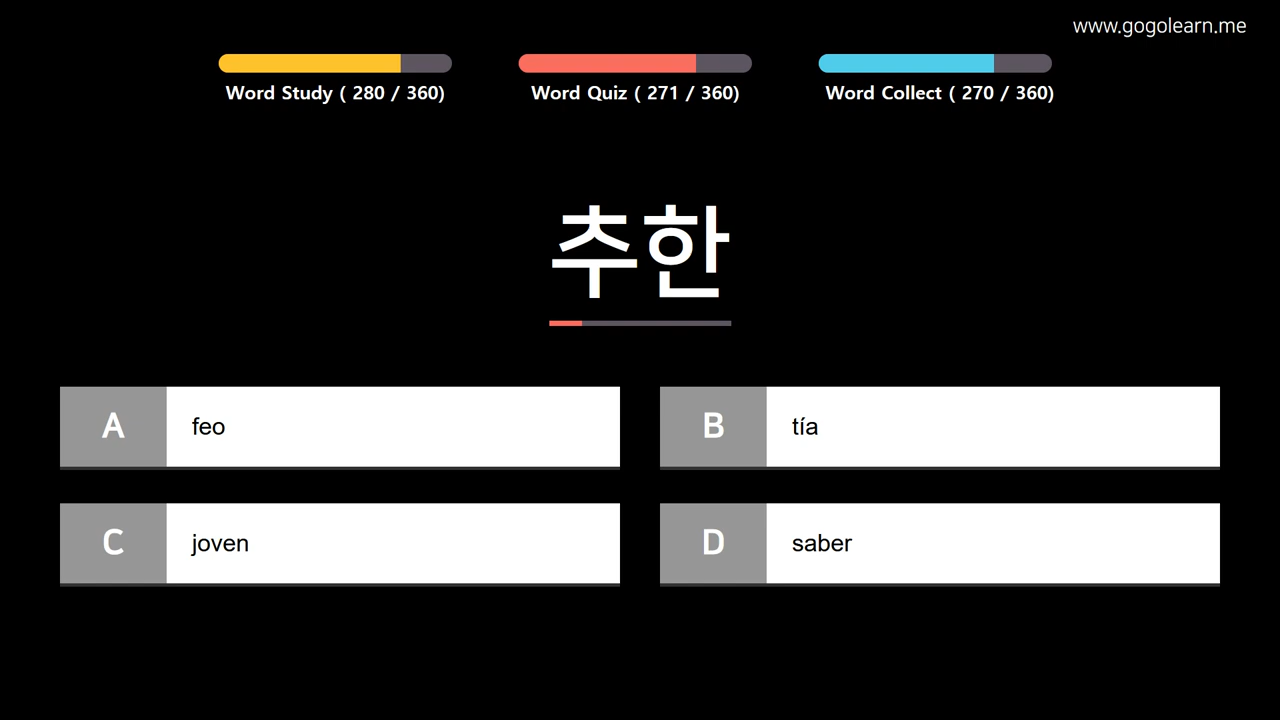 www.gogolearn.me
Word Study ( 280 / 360)
Word Quiz ( 271 / 360)
Word Collect ( 270 / 360)
추한
A feo
B tía
C joven
D saber